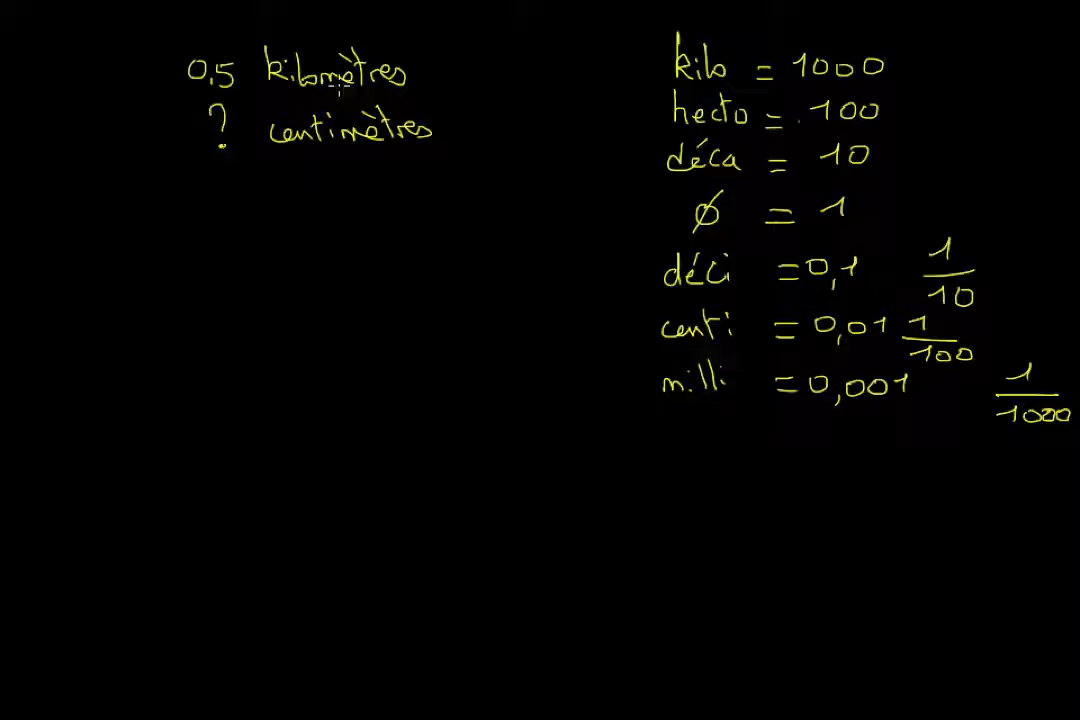 0,5 kilomètres
? centimètres
kilo = 1000
hecto = 100
déca = 10
ø = 1
déci = 0,1 1/10
centi = 0,01 1/100
milli = 0,001 1/1000